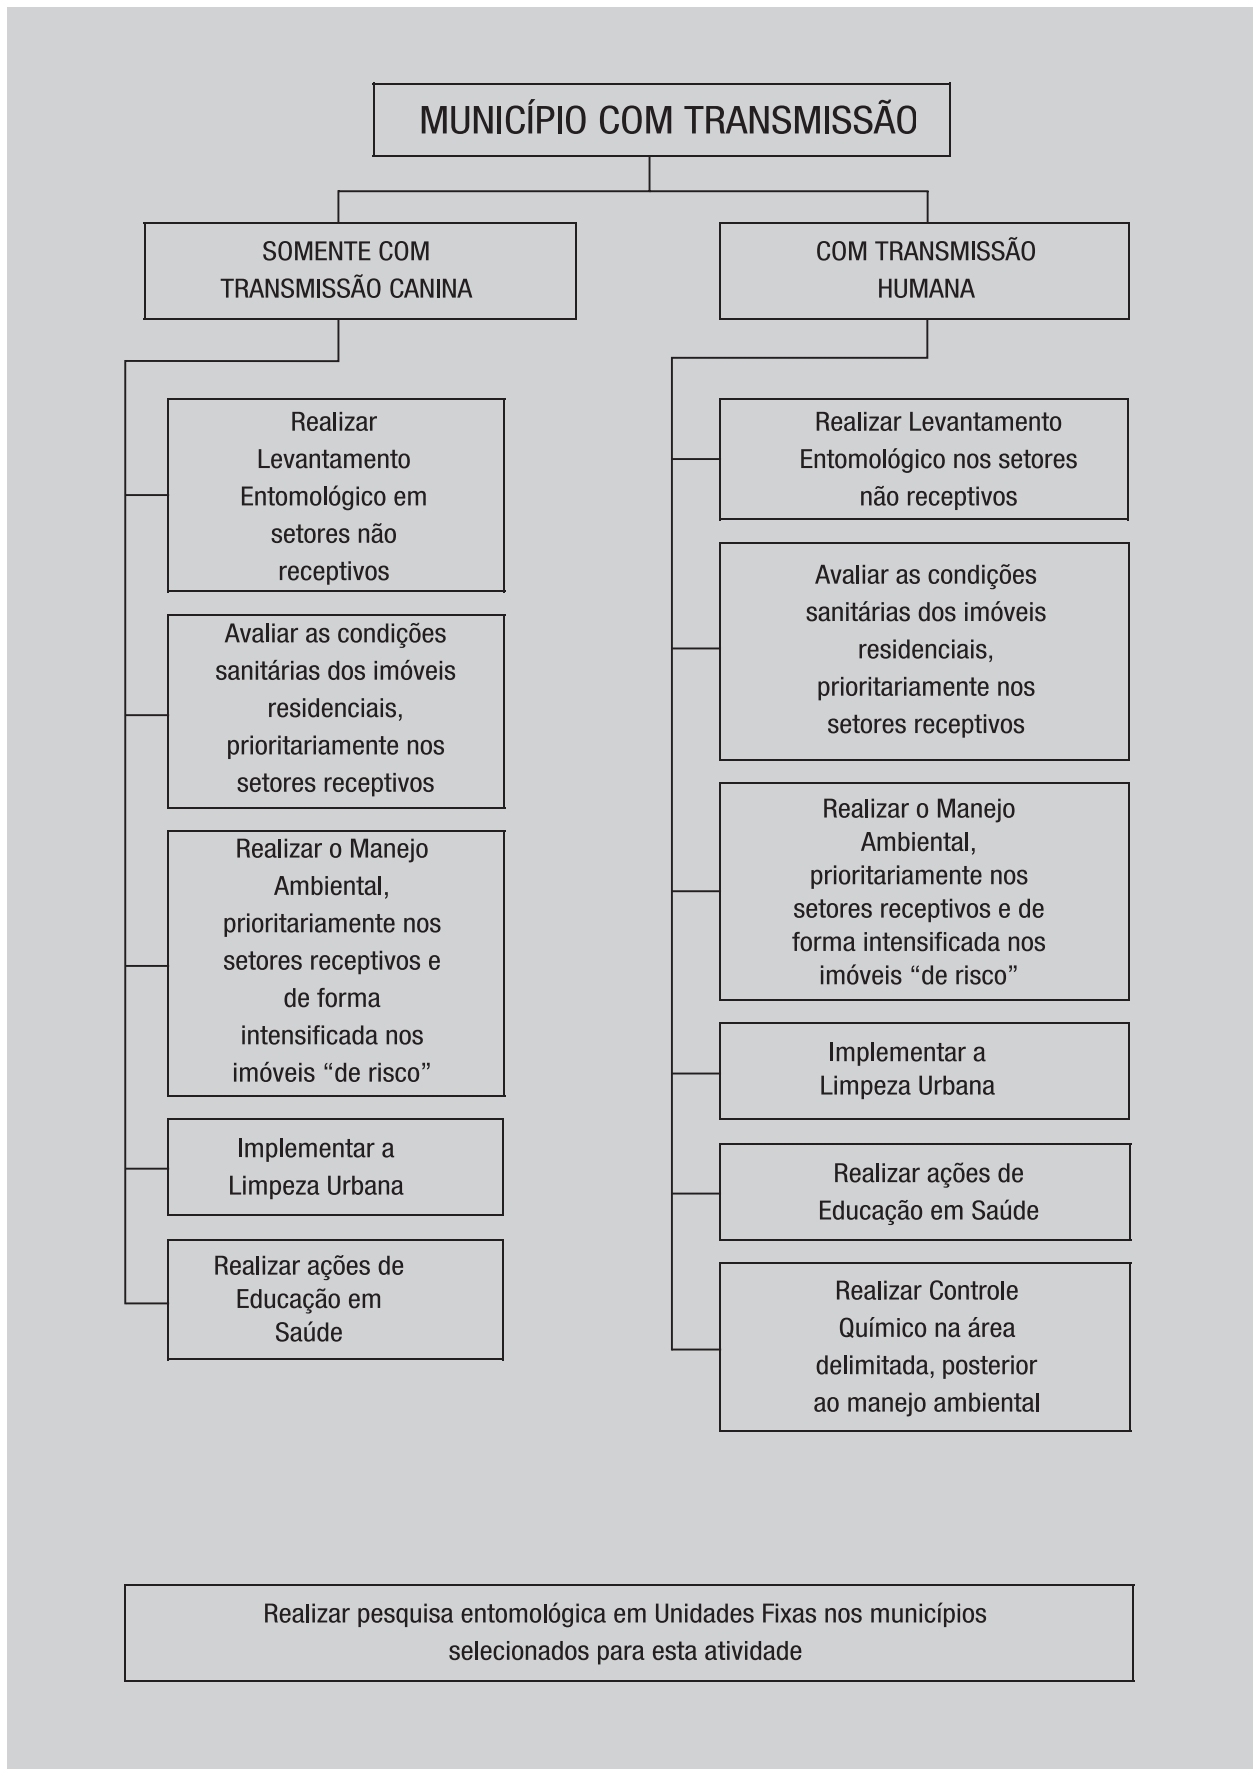 MUNICÍPIO COM TRANSMISSÃO
SOMENTE COM
TRANSMISSÃO CANINA
Realizar
Levantamento
Entomológico em
setores não
receptivos
Avaliar as condições
sanitárias dos imóveis
residenciais,
prioritariamente nos
setores receptivos
Realizar o Manejo
Ambiental,
prioritariamente nos
setores receptivos e
de forma
intensificada nos
imóveis “de risco”
Implementar a
Limpeza Urbana
Realizar ações de
Educação em
Saúde
COM TRANSMISSÃO
HUMANA
Realizar Levantamento
Entomológico nos setores
não receptivos
Avaliar as condições
sanitárias dos imóveis
residenciais,
prioritariamente nos
setores receptivos
Realizar o Manejo
Ambiental,
prioritariamente nos
setores receptivos e de
forma intensificada nos
imóveis “de risco”
Implementar a
Limpeza Urbana
Realizar ações de
Educação em Saúde
Realizar Controle
Químico na área
delimitada, posterior
ao manejo ambiental
Realizar pesquisa entomológica em Unidades Fixas nos municípios
selecionados para esta atividade